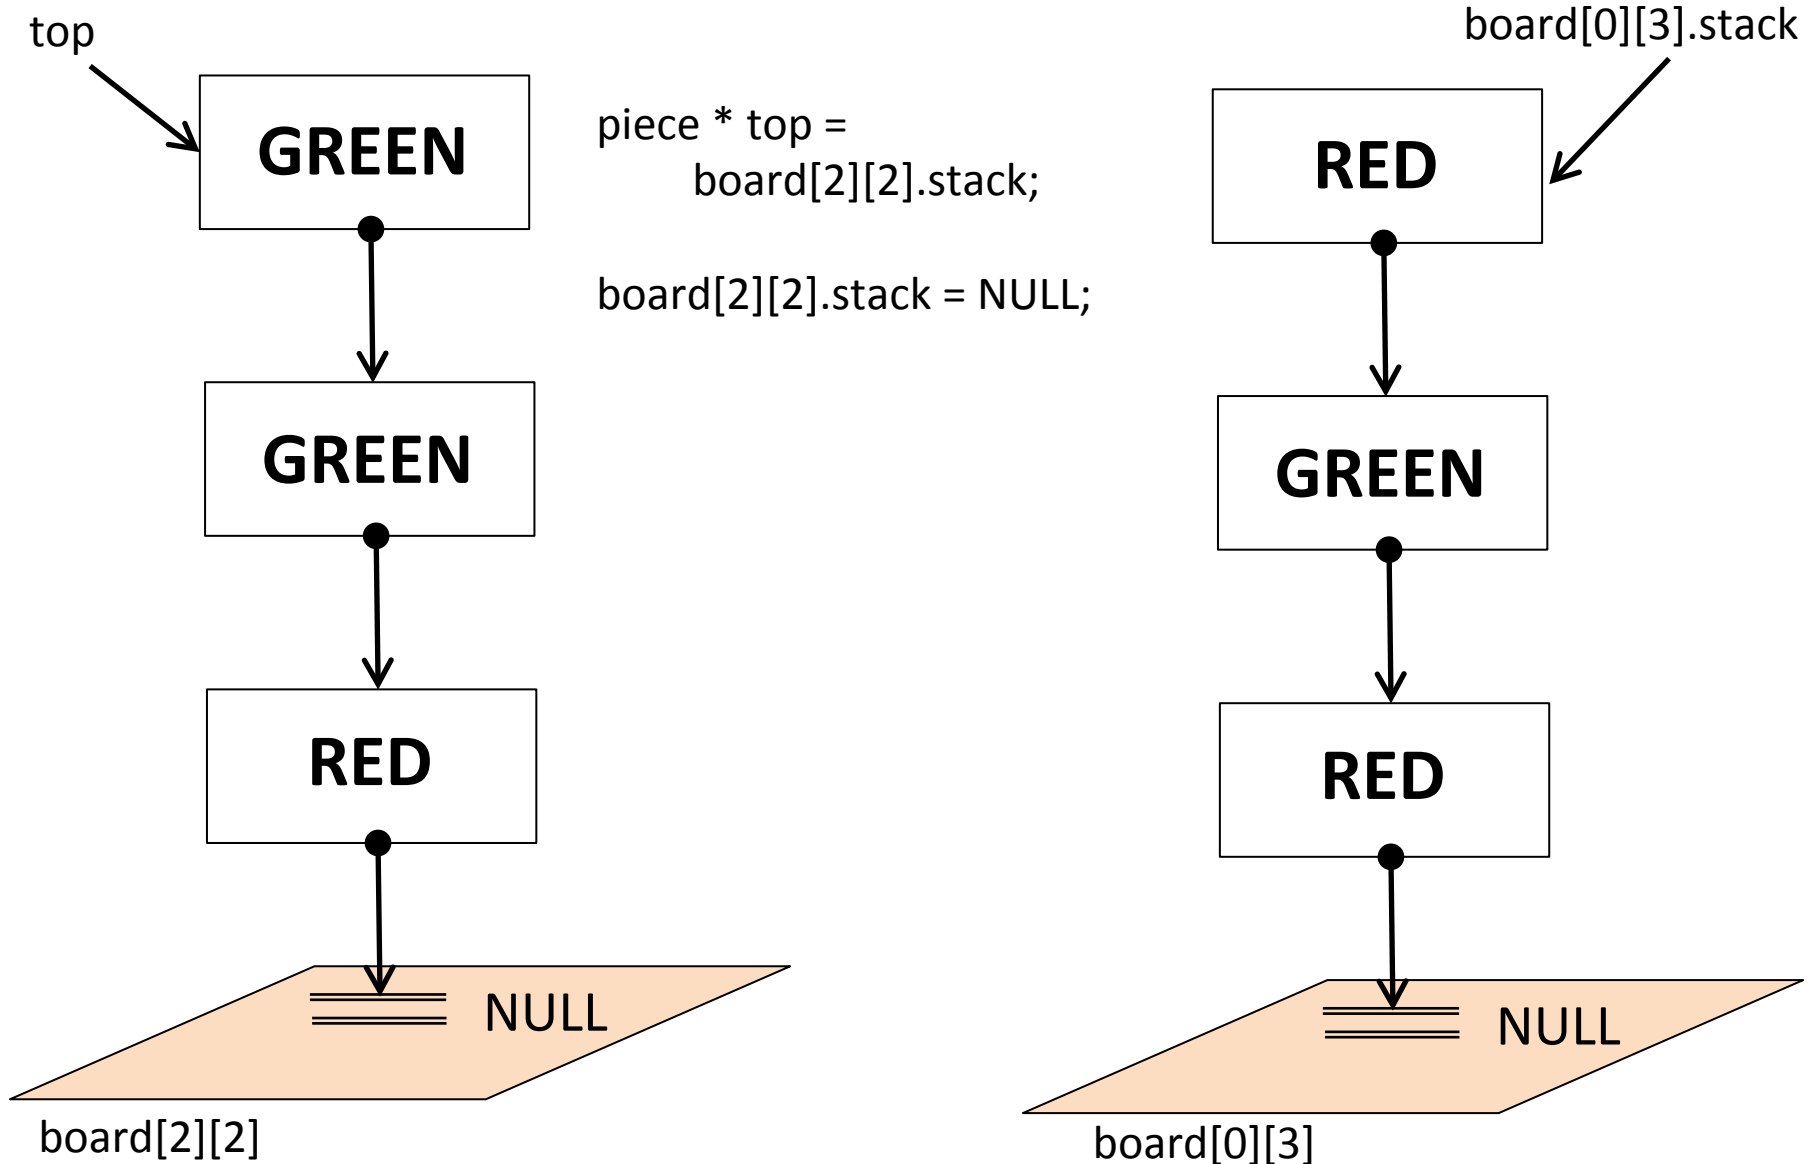 top
GREEN
GREEN
RED
NULL
board[2][2]
piece * top =
board[2][2].stack;
board[2][2].stack = NULL;
board[0][3].stack
RED
GREEN
RED
NULL
board[0][3]